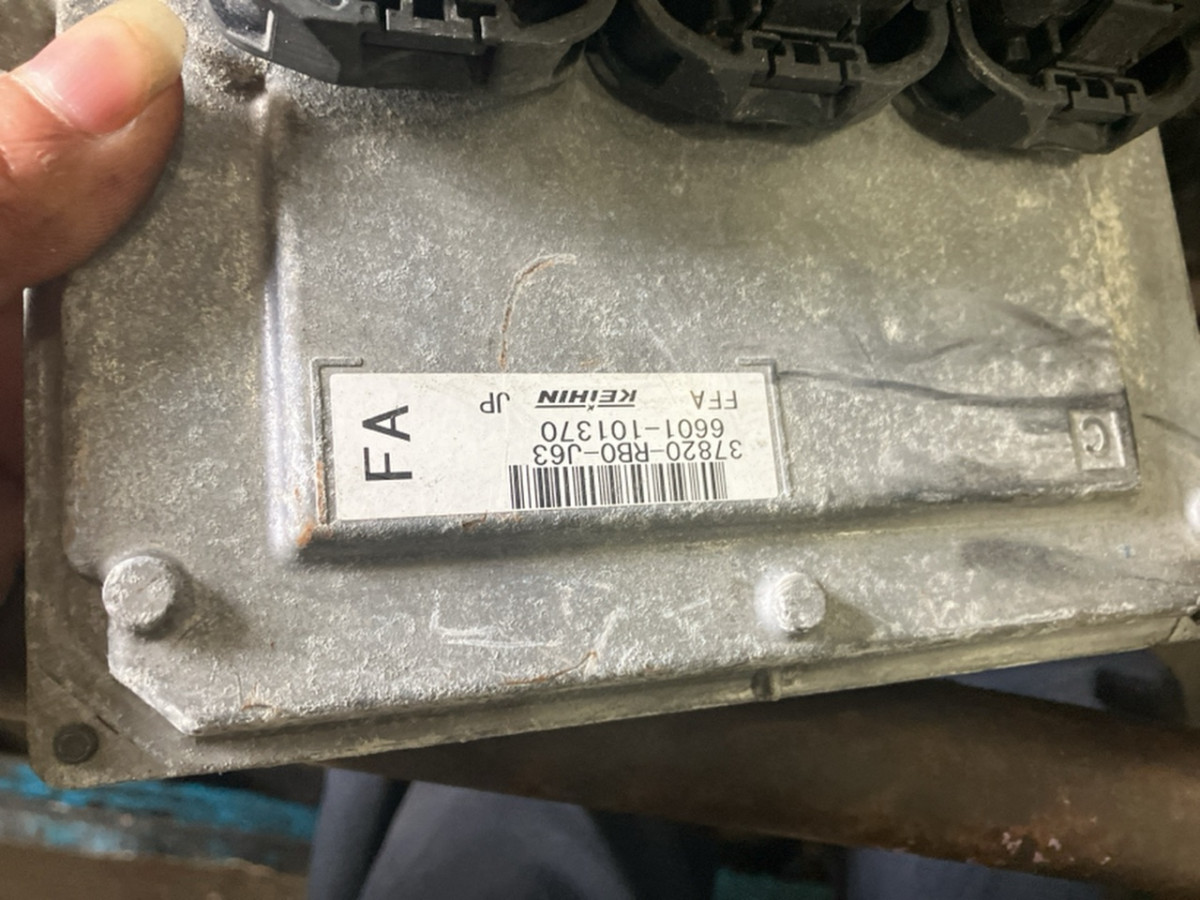 FFA KEIHIN JP
6601-101370
37820-RB0-J63
FA
C